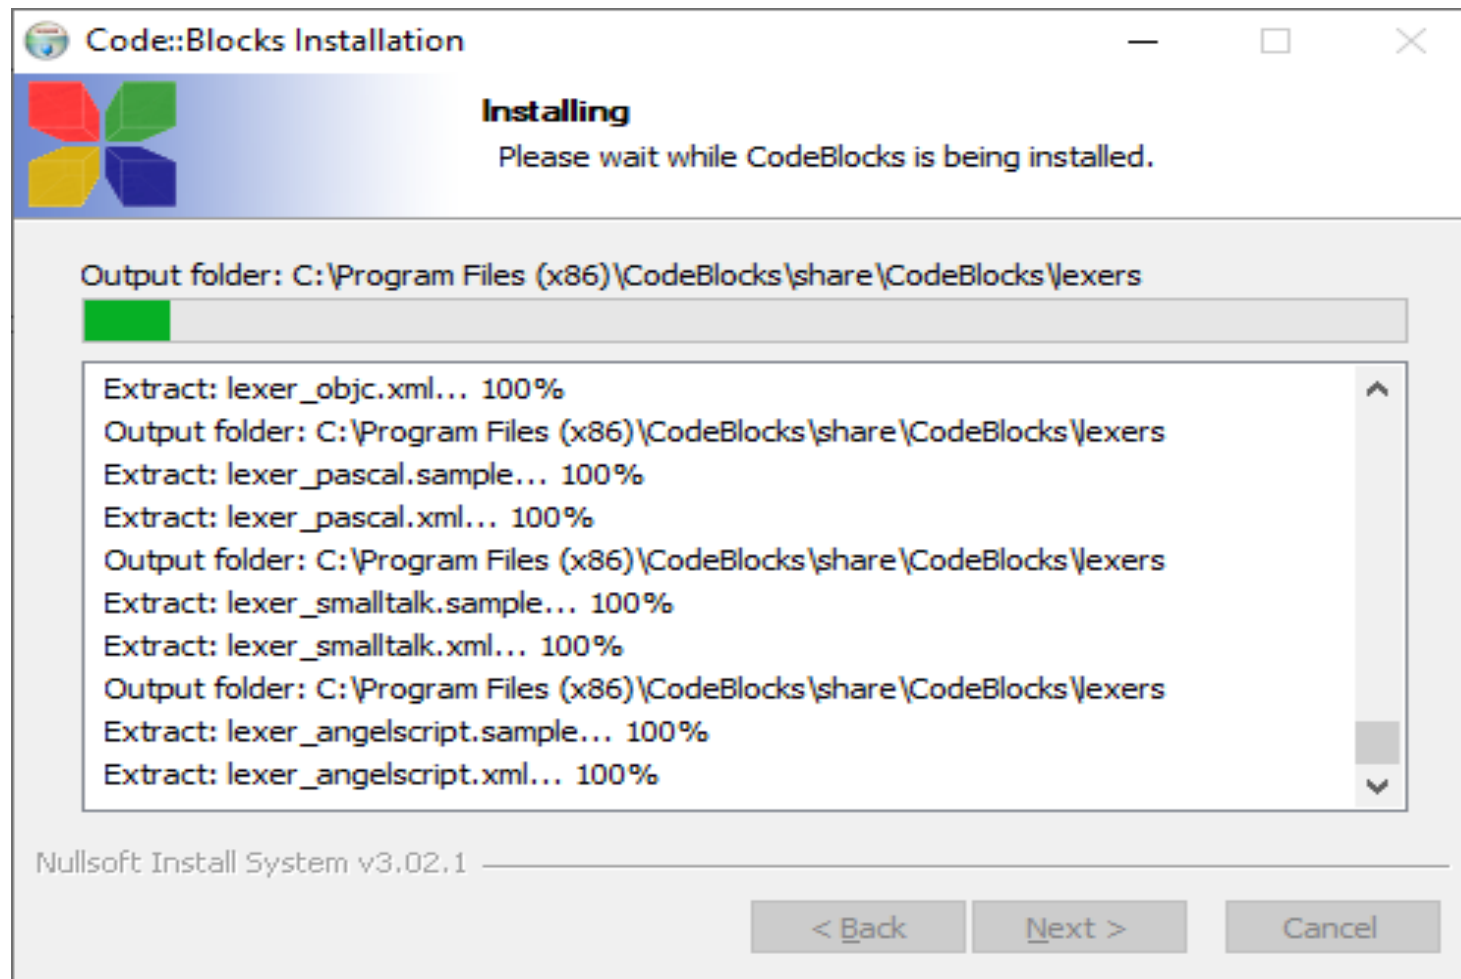 Code::Blocks Installation
Installing
Please wait while CodeBlocks is being installed.
Output folder: C:\Program Files (x86)\CodeBlocks\share\CodeBlocks\lexers
Extract: lexer_objc.xml... 100%
Output folder: C:\Program Files (x86)\CodeBlocks\share\CodeBlocks\lexers
Extract: lexer_pascal.sample... 100%
Extract: lexer_pascal.xml... 100%
Output folder: C:\Program Files (x86)\CodeBlocks\share\CodeBlocks\lexers
Extract: lexer_smalltalk.sample... 100%
Extract: lexer_smalltalk.xml... 100%
Output folder: C:\Program Files (x86)\CodeBlocks\share\CodeBlocks\lexers
Extract: lexer_angelscript.sample... 100%
Extract: lexer_angelscript.xml... 100%
Nullsoft Install System v3.02.1
< Back Next > Cancel